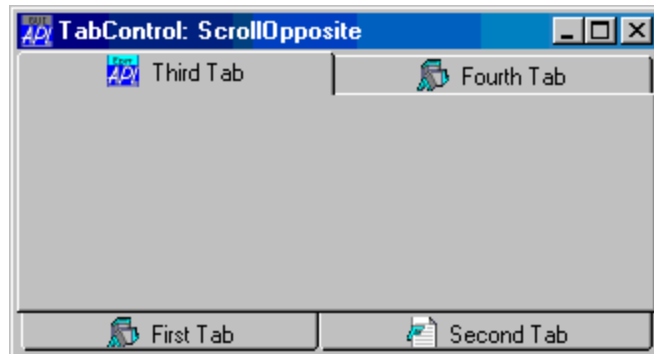 TabControl: ScrollOpposite
Third Tab
Fourth Tab
First Tab
Second Tab